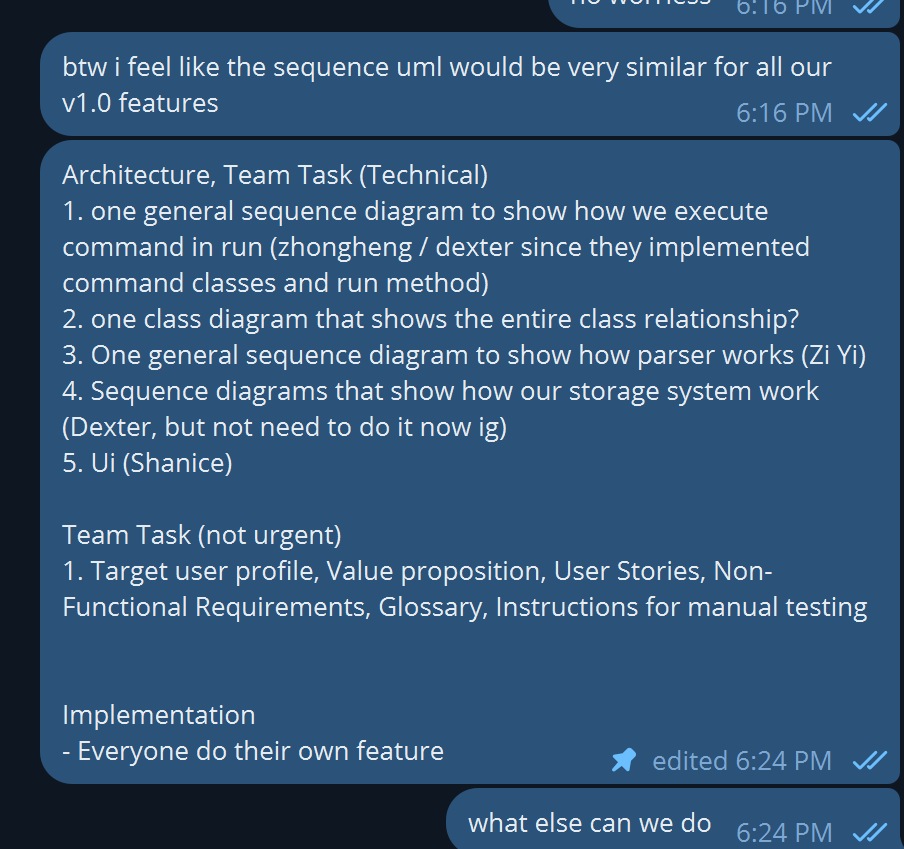 no worries 6:16 PM
btw i feel like the sequence uml would be very similar for all our
v1.0 features
6:16 PM
Architecture, Team Task (Technical)
1. one general sequence diagram to show how we execute
command in run (zhongheng / dexter since they implemented
command classes and run method)
2. one class diagram that shows the entire class relationship?
3. One general sequence diagram to show how parser works (Zi Yi)
4. Sequence diagrams that show how our storage system work
(Dexter, but not need to do it now ig)
5. Ui (Shanice)
Team Task (not urgent)
1. Target user profile, Value proposition, User Stories, Non-
Functional Requirements, Glossary, Instructions for manual testing
Implementation
- Everyone do their own feature
edited 6:24 PM
what else can we do 6:24 PM